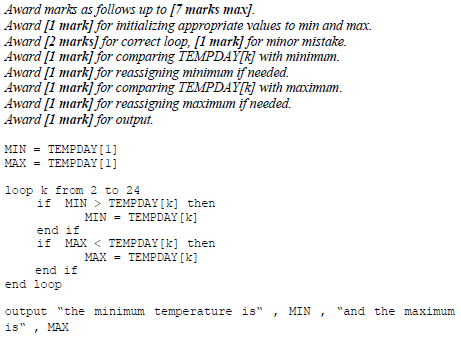 Award marks as follows up to [7 marks max].
Award [1 mark] for initializing appropriate values to min and max.
Award [2 marks] for correct loop, [1 mark] for minor mistake.
Award [1 mark] for comparing TEMPDAY[k] with minimum.
Award [1 mark] for reassigning minimum if needed.
Award [1 mark] for comparing TEMPDAY[k] with maximum.
Award [1 mark] for reassigning maximum if needed.
Award [1 mark] for output.
MIN = TEMPDAY[1]
MAX = TEMPDAY[1]
loop k from 2 to 24
if MIN > TEMPDAY[k] then
MIN = TEMPDAY[k]
end if
if MAX < TEMPDAY[k] then
MAX = TEMPDAY[k]
end if
end loop
output "the minimum temperature is" , MIN , "and the maximum
is" , MAX